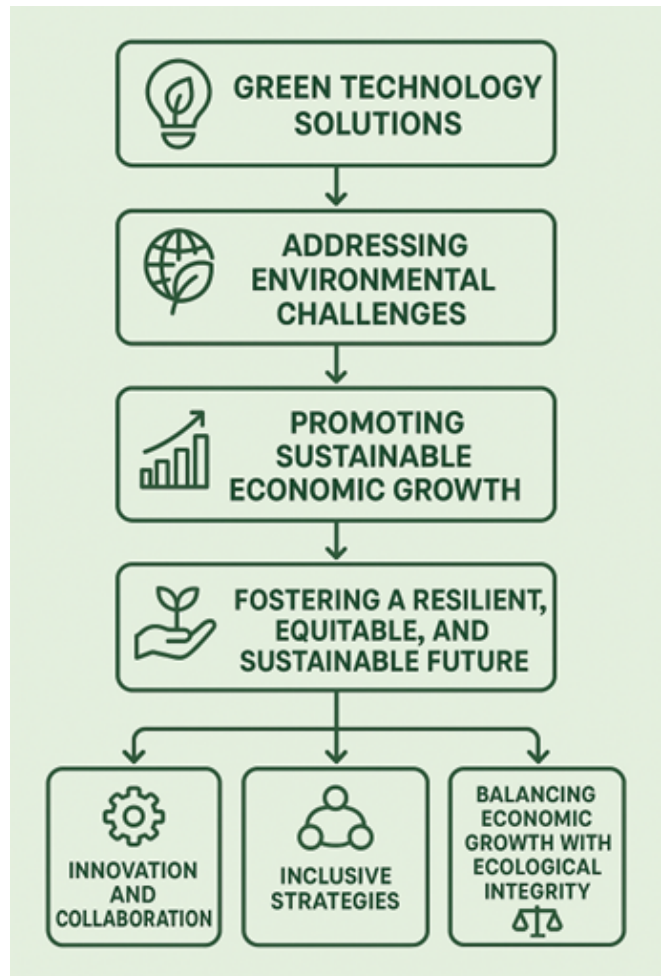 GREEN TECHNOLOGY
SOLUTIONS
ADDRESSING
ENVIRONMENTAL
CHALLENGES
PROMOTING
SUSTAINABLE
ECONOMIC GROWTH
FOSTERING A RESILIENT,
EQUITABLE, AND
SUSTAINABLE FUTURE
INNOVATION
AND
COLLABORATION
INCLUSIVE
STRATEGIES
BALANCING
ECONOMIC
GROWTH WITH
ECOLOGICAL
INTEGRITY